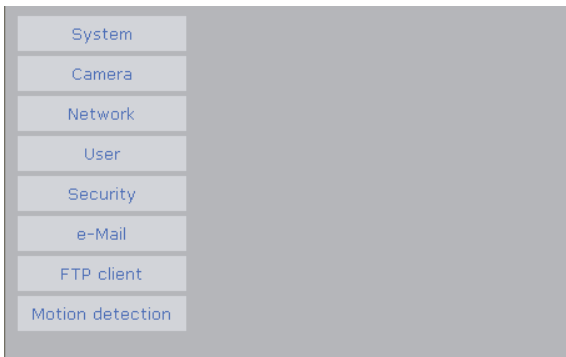 System
Camera
Network
User
Security
e-Mail
FTP client
Motion detection